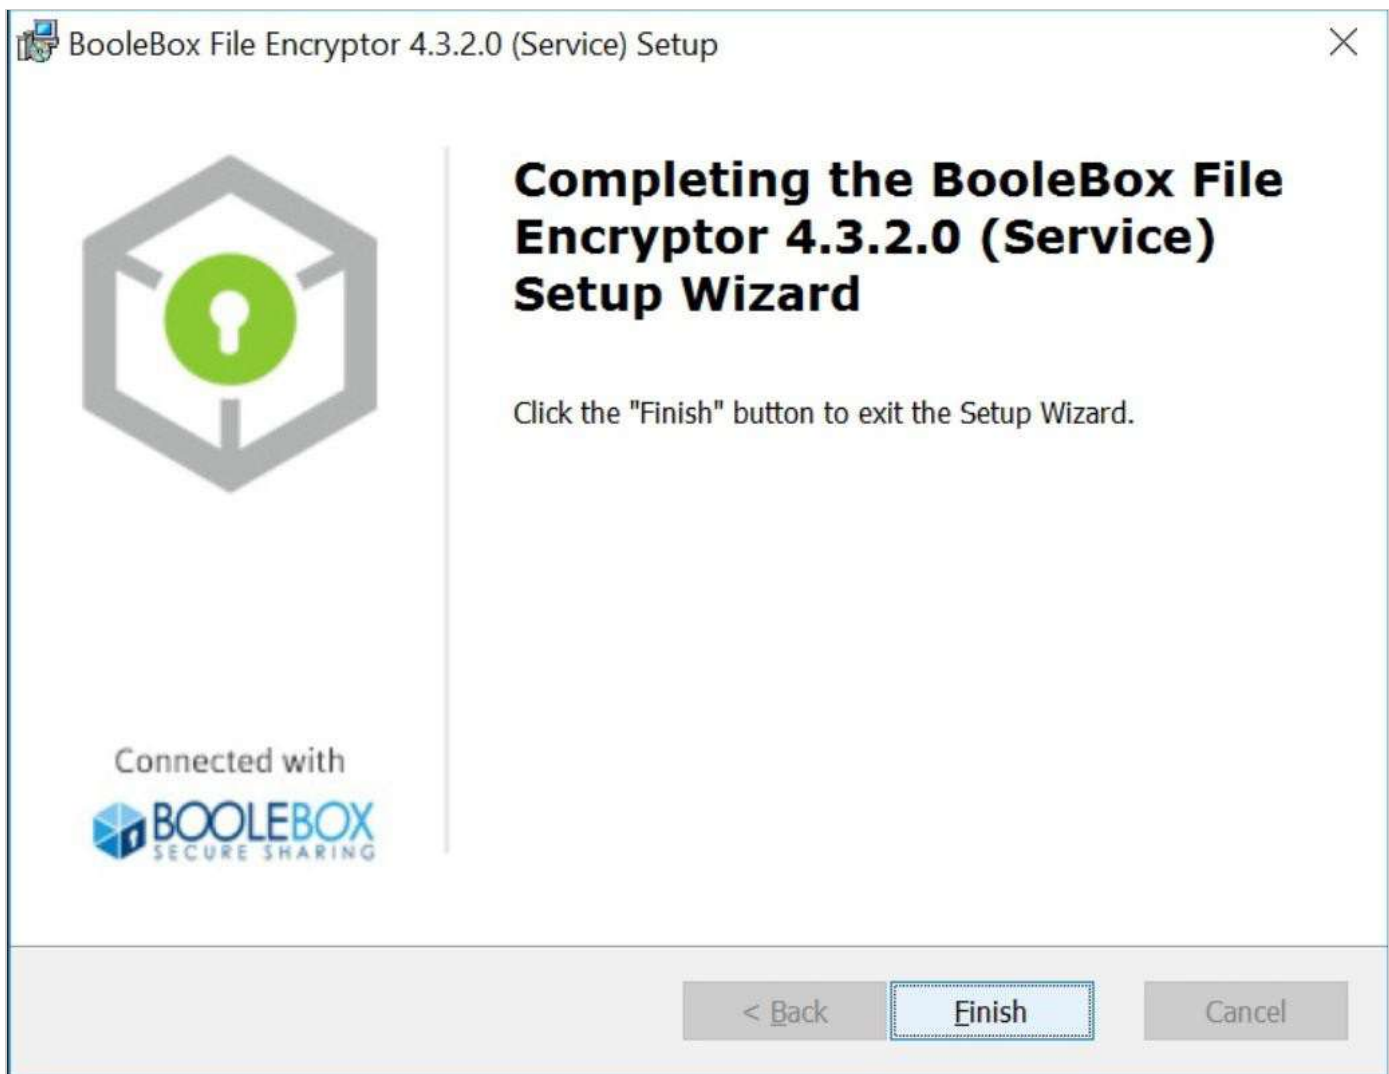 BooleBox File Encryptor 4.3.2.0 (Service) Setup
Completing the BooleBox File
Encryptor 4.3.2.0 (Service)
Setup Wizard
Click the "Finish" button to exit the Setup Wizard.
Connected with
BOOLEBOX
SECURE SHARING
< Back
Finish
Cancel